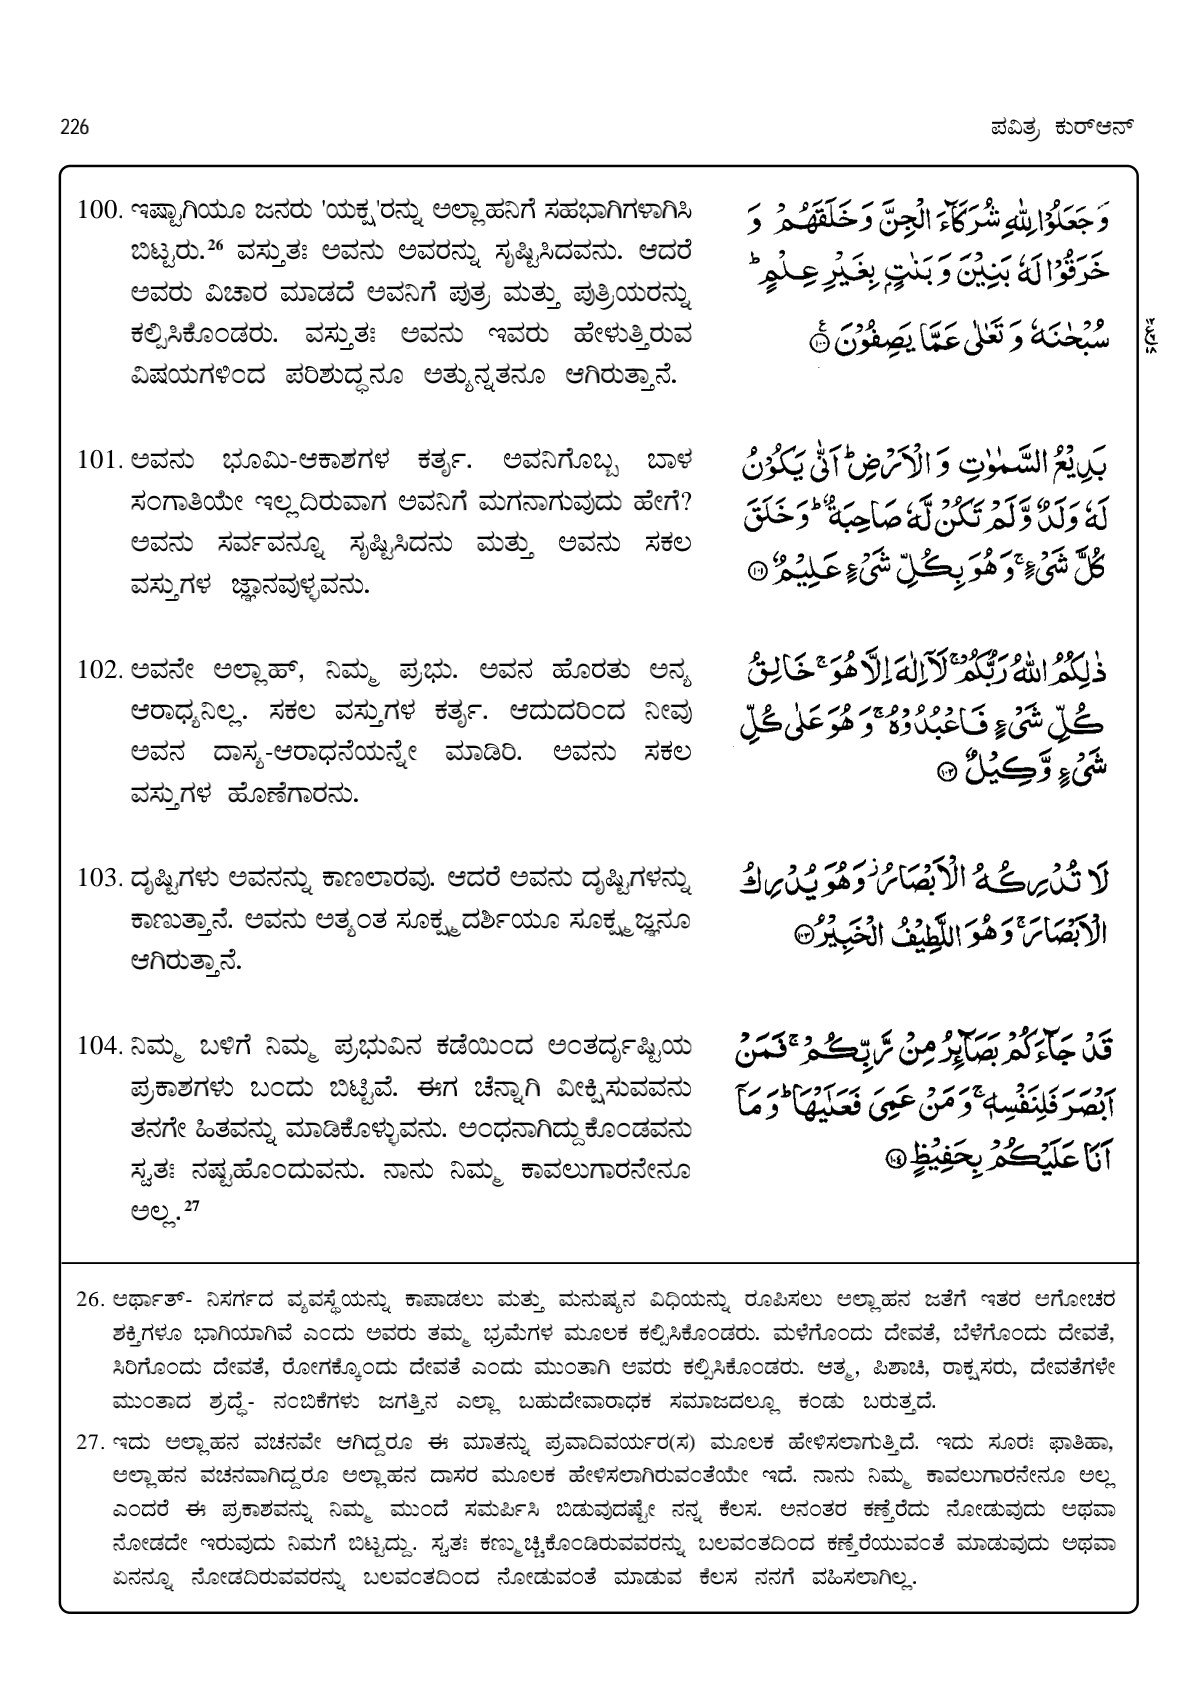 226
ಪವಿತ್ರ ಕುರ್‌ಆನ್
100. ಇಷ್ಟಾಗಿಯೂ ಜನರು 'ಯಕ್ಷ'ರನ್ನು ಅಲ್ಲಾಹನಿಗೆ ಸಹಭಾಗಿಗಳಾಗಿಸಿ
ಬಿಟ್ಟರು.26 ವಸ್ತುತಃ ಅವನು ಅವರನ್ನು ಸೃಷ್ಟಿಸಿದವನು. ಆದರೆ
ಅವರು ವಿಚಾರ ಮಾಡದೆ ಅವನಿಗೆ ಪುತ್ರ ಮತ್ತು ಪುತ್ರಿಯರನ್ನು
ಕಲ್ಪಿಸಿಕೊಂಡರು. ವಸ್ತುತಃ ಅವನು ಇವರು ಹೇಳುತ್ತಿರುವ
ವಿಷಯಗಳಿಂದ ಪರಿಶುದ್ಧನೂ ಅತ್ಯುನ್ನತನೂ ಆಗಿರುತ್ತಾನೆ.
وَ جَعَلُوْا لِلّٰهِ شُرَكَآءَ الْجِنَّ وَ خَلَقَهُمْ وَ
خَرَقُوْا لَهٗ بَنِيْنَ وَ بَنٰتٍۭ بِغَيْرِ عِلْمٍ ؕ
سُبْحٰنَهٗ وَ تَعٰلٰى عَمَّا يَصِفُوْنَ ۧ﴿۱۰۰﴾
101. ಅವನು ಭೂಮಿ-ಆಕಾಶಗಳ ಕರ್ತೃ. ಅವನಿಗೊಬ್ಬ ಬಾಳ
ಸಂಗಾತಿಯೇ ಇಲ್ಲದಿರುವಾಗ ಅವನಿಗೆ ಮಗನಾಗುವುದು ಹೇಗೆ?
ಅವನು ಸರ್ವವನ್ನೂ ಸೃಷ್ಟಿಸಿದನು ಮತ್ತು ಅವನು ಸಕಲ
ವಸ್ತುಗಳ ಜ್ಞಾನವುಳ್ಳವನು.
بَدِيْعُ السَّمٰوٰتِ وَ الْاَرْضِ ؕ اَنّٰى يَكُوْنُ
لَهٗ وَلَدٌ وَّ لَمْ تَكُنْ لَّهٗ صَاحِبَةٌ ؕ وَ خَلَقَ
كُلَّ شَيْءٍ ۚ وَ هُوَ بِكُلِّ شَيْءٍ عَلِيْمٌ ﴿۱۰۱﴾
102. ಅವನೇ ಅಲ್ಲಾಹ್, ನಿಮ್ಮ ಪ್ರಭು. ಅವನ ಹೊರತು ಅನ್ಯ
ಆರಾಧ್ಯನಿಲ್ಲ. ಸಕಲ ವಸ್ತುಗಳ ಕರ್ತೃ. ಆದುದರಿಂದ ನೀವು
ಅವನ ದಾಸ್ಯ-ಆರಾಧನೆಯನ್ನೇ ಮಾಡಿರಿ. ಅವನು ಸಕಲ
ವಸ್ತುಗಳ ಹೊಣೆಗಾರನು.
ذٰلِكُمُ اللّٰهُ رَبُّكُمْ ۚ لَاۤ اِلٰهَ اِلَّا هُوَ ۚ خَالِقُ
كُلِّ شَيْءٍ فَاعْبُدُوْهُ ۚ وَ هُوَ عَلٰى كُلِّ
شَيْءٍ وَّكِيْلٌ ﴿۱۰۲﴾
103. ದೃಷ್ಟಿಗಳು ಅವನನ್ನು ಕಾಣಲಾರವು. ಆದರೆ ಅವನು ದೃಷ್ಟಿಗಳನ್ನು
ಕಾಣುತ್ತಾನೆ. ಅವನು ಅತ್ಯಂತ ಸೂಕ್ಷ್ಮದರ್ಶಿಯೂ ಸೂಕ್ಷ್ಮಜ್ಞನೂ
ಆಗಿರುತ್ತಾನೆ.
لَا تُدْرِكُهُ الْاَبْصَارُ ؗ وَ هُوَ يُدْرِكُ
الْاَبْصَارَ ۚ وَ هُوَ اللَّطِيْفُ الْخَبِيْرُ ﴿۱۰۳﴾
104. ನಿಮ್ಮ ಬಳಿಗೆ ನಿಮ್ಮ ಪ್ರಭುವಿನ ಕಡೆಯಿಂದ ಅಂತರ್ದೃಷ್ಟಿಯ
ಪ್ರಕಾಶಗಳು ಬಂದು ಬಿಟ್ಟಿವೆ. ಈಗ ಚೆನ್ನಾಗಿ ವೀಕ್ಷಿಸುವವನು
ತನಗೇ ಹಿತವನ್ನು ಮಾಡಿಕೊಳ್ಳುವನು. ಅಂಧನಾಗಿದ್ದುಕೊಂಡವನು
ಸ್ವತಃ ನಷ್ಟಹೊಂದುವನು. ನಾನು ನಿಮ್ಮ ಕಾವಲುಗಾರನೇನೂ
ಅಲ್ಲ.27
قَدْ جَآءَكُمْ بَصَآئِرُ مِنْ رَّبِّكُمْ ۚ فَمَنْ
اَبْصَرَ فَلِنَفْسِهٖ ۚ وَ مَنْ عَمِيَ فَعَلَيْهَا ؕ وَ مَاۤ
اَنَا عَلَيْكُمْ بِحَفِيْظٍ ﴿۱۰۴﴾
26. ಅರ್ಥಾತ್- ನಿಸರ್ಗದ ವ್ಯವಸ್ಥೆಯನ್ನು ಕಾಪಾಡಲು ಮತ್ತು ಮನುಷ್ಯನ ವಿಧಿಯನ್ನು ರೂಪಿಸಲು ಅಲ್ಲಾಹನ ಜತೆಗೆ ಇತರ ಆಗೋಚರ
ಶಕ್ತಿಗಳೂ ಭಾಗಿಯಾಗಿವೆ ಎಂದು ಅವರು ತಮ್ಮ ಭ್ರಮೆಗಳ ಮೂಲಕ ಕಲ್ಪಿಸಿಕೊಂಡರು. ಮಳೆಗೊಂದು ದೇವತೆ, ಬೆಳೆಗೊಂದು ದೇವತೆ,
ಸಿರಿಗೊಂದು ದೇವತೆ, ರೋಗಕ್ಕೊಂದು ದೇವತೆ ಎಂದು ಮುಂತಾಗಿ ಅವರು ಕಲ್ಪಿಸಿಕೊಂಡರು. ಆತ್ಮ, ಪಿಶಾಚಿ, ರಾಕ್ಷಸರು, ದೇವತೆಗಳೇ
ಮುಂತಾದ ಶ್ರದ್ಧೆ- ನಂಬಿಕೆಗಳು ಜಗತ್ತಿನ ಎಲ್ಲಾ ಬಹುದೇವಾರಾಧಕ ಸಮಾಜದಲ್ಲೂ ಕಂಡು ಬರುತ್ತದೆ.
27. ಇದು ಅಲ್ಲಾಹನ ವಚನವೇ ಆಗಿದ್ದರೂ ಈ ಮಾತನ್ನು ಪ್ರವಾದಿವರ್ಯರ(ಸ) ಮೂಲಕ ಹೇಳಿಸಲಾಗುತ್ತಿದೆ. ಇದು ಸೂರಃ ಫಾತಿಹಾ,
ಅಲ್ಲಾಹನ ವಚನವಾಗಿದ್ದರೂ ಅಲ್ಲಾಹನ ದಾಸರ ಮೂಲಕ ಹೇಳಿಸಲಾಗಿರುವಂತೆಯೇ ಇದೆ. ನಾನು ನಿಮ್ಮ ಕಾವಲುಗಾರನೇನೂ ಅಲ್ಲ
ಎಂದರೆ ಈ ಪ್ರಕಾಶವನ್ನು ನಿಮ್ಮ ಮುಂದೆ ಸಮರ್ಪಿಸಿ ಬಿಡುವುದಷ್ಟೇ ನನ್ನ ಕೆಲಸ. ಅನಂತರ ಕಣ್ತೆರೆದು ನೋಡುವುದು ಅಥವಾ
ನೋಡದೇ ಇರುವುದು ನಿಮಗೆ ಬಿಟ್ಟದ್ದು. ಸ್ವತಃ ಕಣ್ಮುಚ್ಚಿಕೊಂಡಿರುವವರನ್ನು ಬಲವಂತದಿಂದ ಕಣ್ತೆರೆಯುವಂತೆ ಮಾಡುವುದು ಅಥವಾ
ಏನನ್ನೂ ನೋಡದಿರುವವರನ್ನು ಬಲವಂತದಿಂದ ನೋಡುವಂತೆ ಮಾಡುವ ಕೆಲಸ ನನಗೆ ವಹಿಸಲಾಗಿಲ್ಲ.